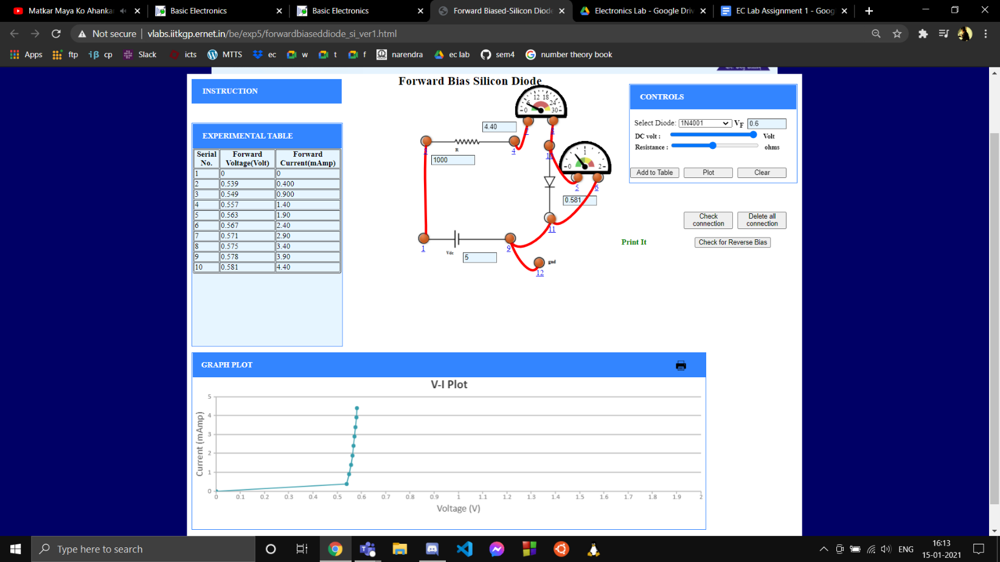 Matkar Maya Ko Ahankar
Basic Electronics
Basic Electronics
Forward Biased-Silicon Diode
Electronics Lab - Google Driv
EC Lab Assignment 1 - Goog
Not secure | vlabs.iitkgp.ernet.in/be/exp5/forwardbiaseddiode_si_ver1.html
Apps ftp iβ cp Slack icts MTTS ec w t f narendra ec lab sem4 number theory book
INSTRUCTION
EXPERIMENTAL TABLE
Serial No. Forward Voltage(Volt) Forward Current(mAmp)
1 0 0
2 0.539 0.400
3 0.549 0.900
4 0.557 1.40
5 0.563 1.90
6 0.567 2.40
7 0.571 2.90
8 0.575 3.40
9 0.578 3.90
10 0.581 4.40
Forward Bias Silicon Diode
0 6 12 18 24 30
4.40
R
1000
4
0 1 2
5 6
0.581
11
1
Vdc
5
9
gnd
12
CONTROLS
Select Diode: 1N4001 VF 0.6
DC volt : Volt
Resistance : ohms
Add to Table Plot Clear
Check connection
Delete all connection
Print It
Check for Reverse Bias
GRAPH PLOT
V-I Plot
Current (mAmp)
5
4
3
2
1
0
0 0.1 0.2 0.3 0.4 0.5 0.6 0.7 0.8 0.9 1 1.1 1.2 1.3 1.4 1.5 1.6 1.7 1.8 1.9 2
Voltage (V)
Type here to search
ENG
16:13
15-01-2021